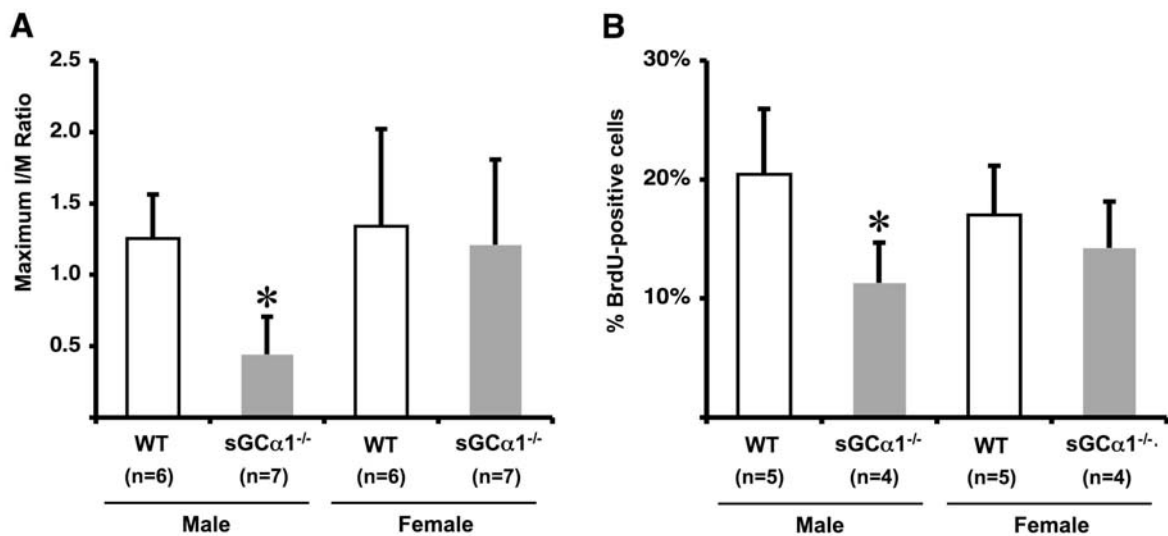 A
Maximum I/M Ratio
2.5
2.0
1.5
1.0
0.5
*
WT
sGCα1-/-
WT
sGCα1-/-
(n=6)
(n=7)
(n=6)
(n=7)
Male
Female
B
% BrdU-positive cells
30%
20%
10%
*
WT
sGCα1-/-
WT
sGCα1-/-.
(n=5)
(n=4)
(n=5)
(n=4)
Male
Female